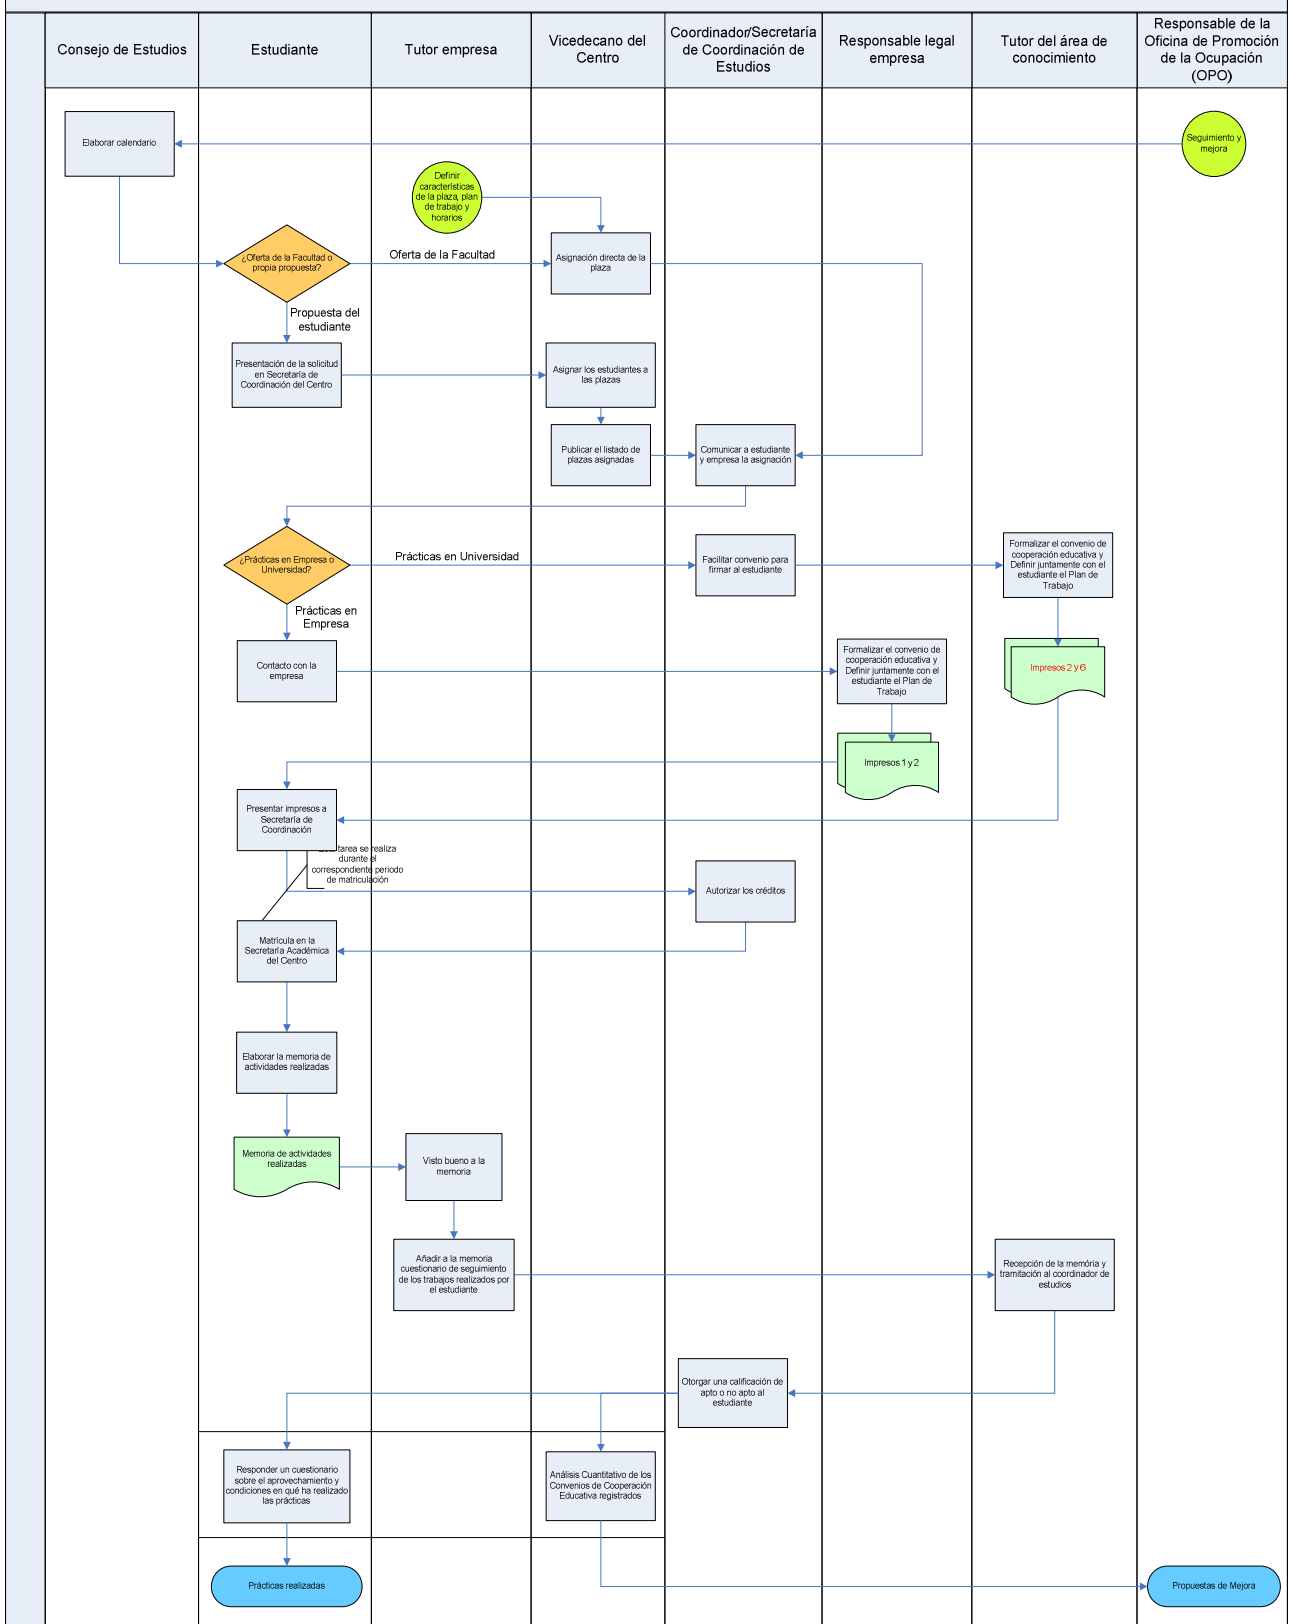 Consejo de Estudios
Estudiante
Tutor empresa
Vicedecano del
Centro
Coordinador/Secretaría
de Coordinación de
Estudios
Responsable legal
empresa
Tutor del área de
conocimiento
Responsable de la
Oficina de Promoción
de la Ocupación
(OPO)
Elaborar calendario
Seguimiento y
mejora
Definir
características
de la plaza, plan
de trabajo y
horarios
¿Oferta de la Facultad o
propia propuesta?
Oferta de la Facultad
Asignación directa de la
plaza
Propuesta del
estudiante
Presentación de la solicitud
en Secretaría de
Coordinación del Centro
Asignar los estudiantes a
las plazas
Publicar el listado de
plazas asignadas
Comunicar a estudiante
y empresa la asignación
¿Prácticas en Empresa o
Universidad?
Prácticas en Universidad
Facilitar convenio para
firmar al estudiante
Formalizar el convenio de
cooperación educativa y
Definir juntamente con el
estudiante el Plan de
Trabajo
Prácticas en
Empresa
Contacto con la
empresa
Formalizar el convenio de
cooperación educativa y
Definir juntamente con el
estudiante el Plan de
Trabajo
Impresos 2 y 6
Impresos 1 y 2
Presentar impresos a
Secretaría de
Coordinación
tarea se realiza
durante el
correspondiente periodo
de matriculación
Autorizar los créditos
Matrícula en la
Secretaría Académica
del Centro
Elaborar la memoria de
actividades realizadas
Memoria de actividades
realizadas
Visto bueno a la
memoria
Añadir a la memoria
cuestionario de seguimiento
de los trabajos realizados por
el estudiante
Recepción de la memória y
tramitación al coordinador de
estudios
Otorgar una calificación de
apto o no apto al
estudiante
Responder un cuestionario
sobre el aprovechamiento y
condiciones en qué ha realizado
las prácticas
Análisis Cuantitativo de los
Convenios de Cooperación
Educativa registrados
Prácticas realizadas
Propuestas de Mejora